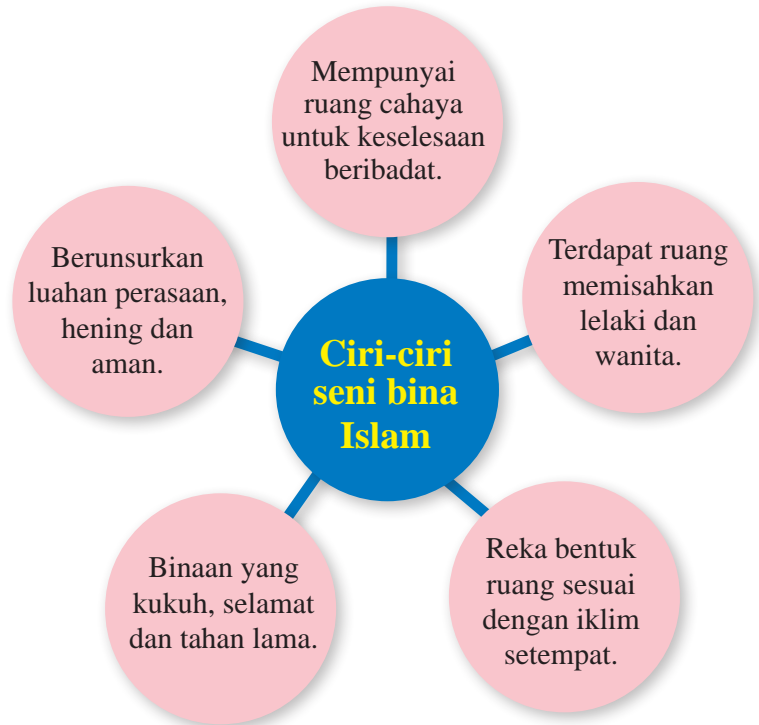 Mempunyai
ruang cahaya
untuk keselesaan
beribadat.
Berunsurkan
luahan perasaan,
hening dan
aman.
Terdapat ruang
memisahkan
lelaki dan
wanita.
Ciri-ciri
seni bina
Islam
Binaan yang
kukuh, selamat
dan tahan lama.
Reka bentuk
ruang sesuai
dengan iklim
setempat.